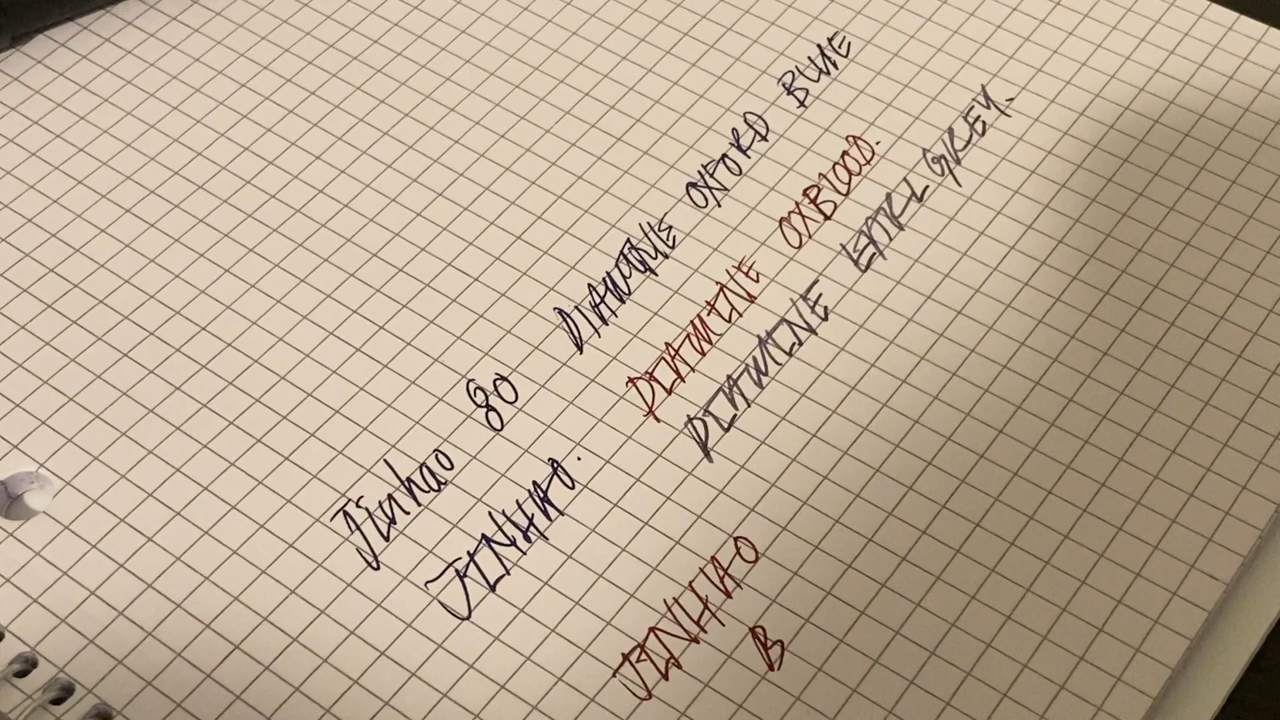 Jinhao 80 DIAMINE OXFORD BLUE
JINHAO. DIAMINE OXBLOOD.
DIAMINE EARL GREY.
JINHAO
B